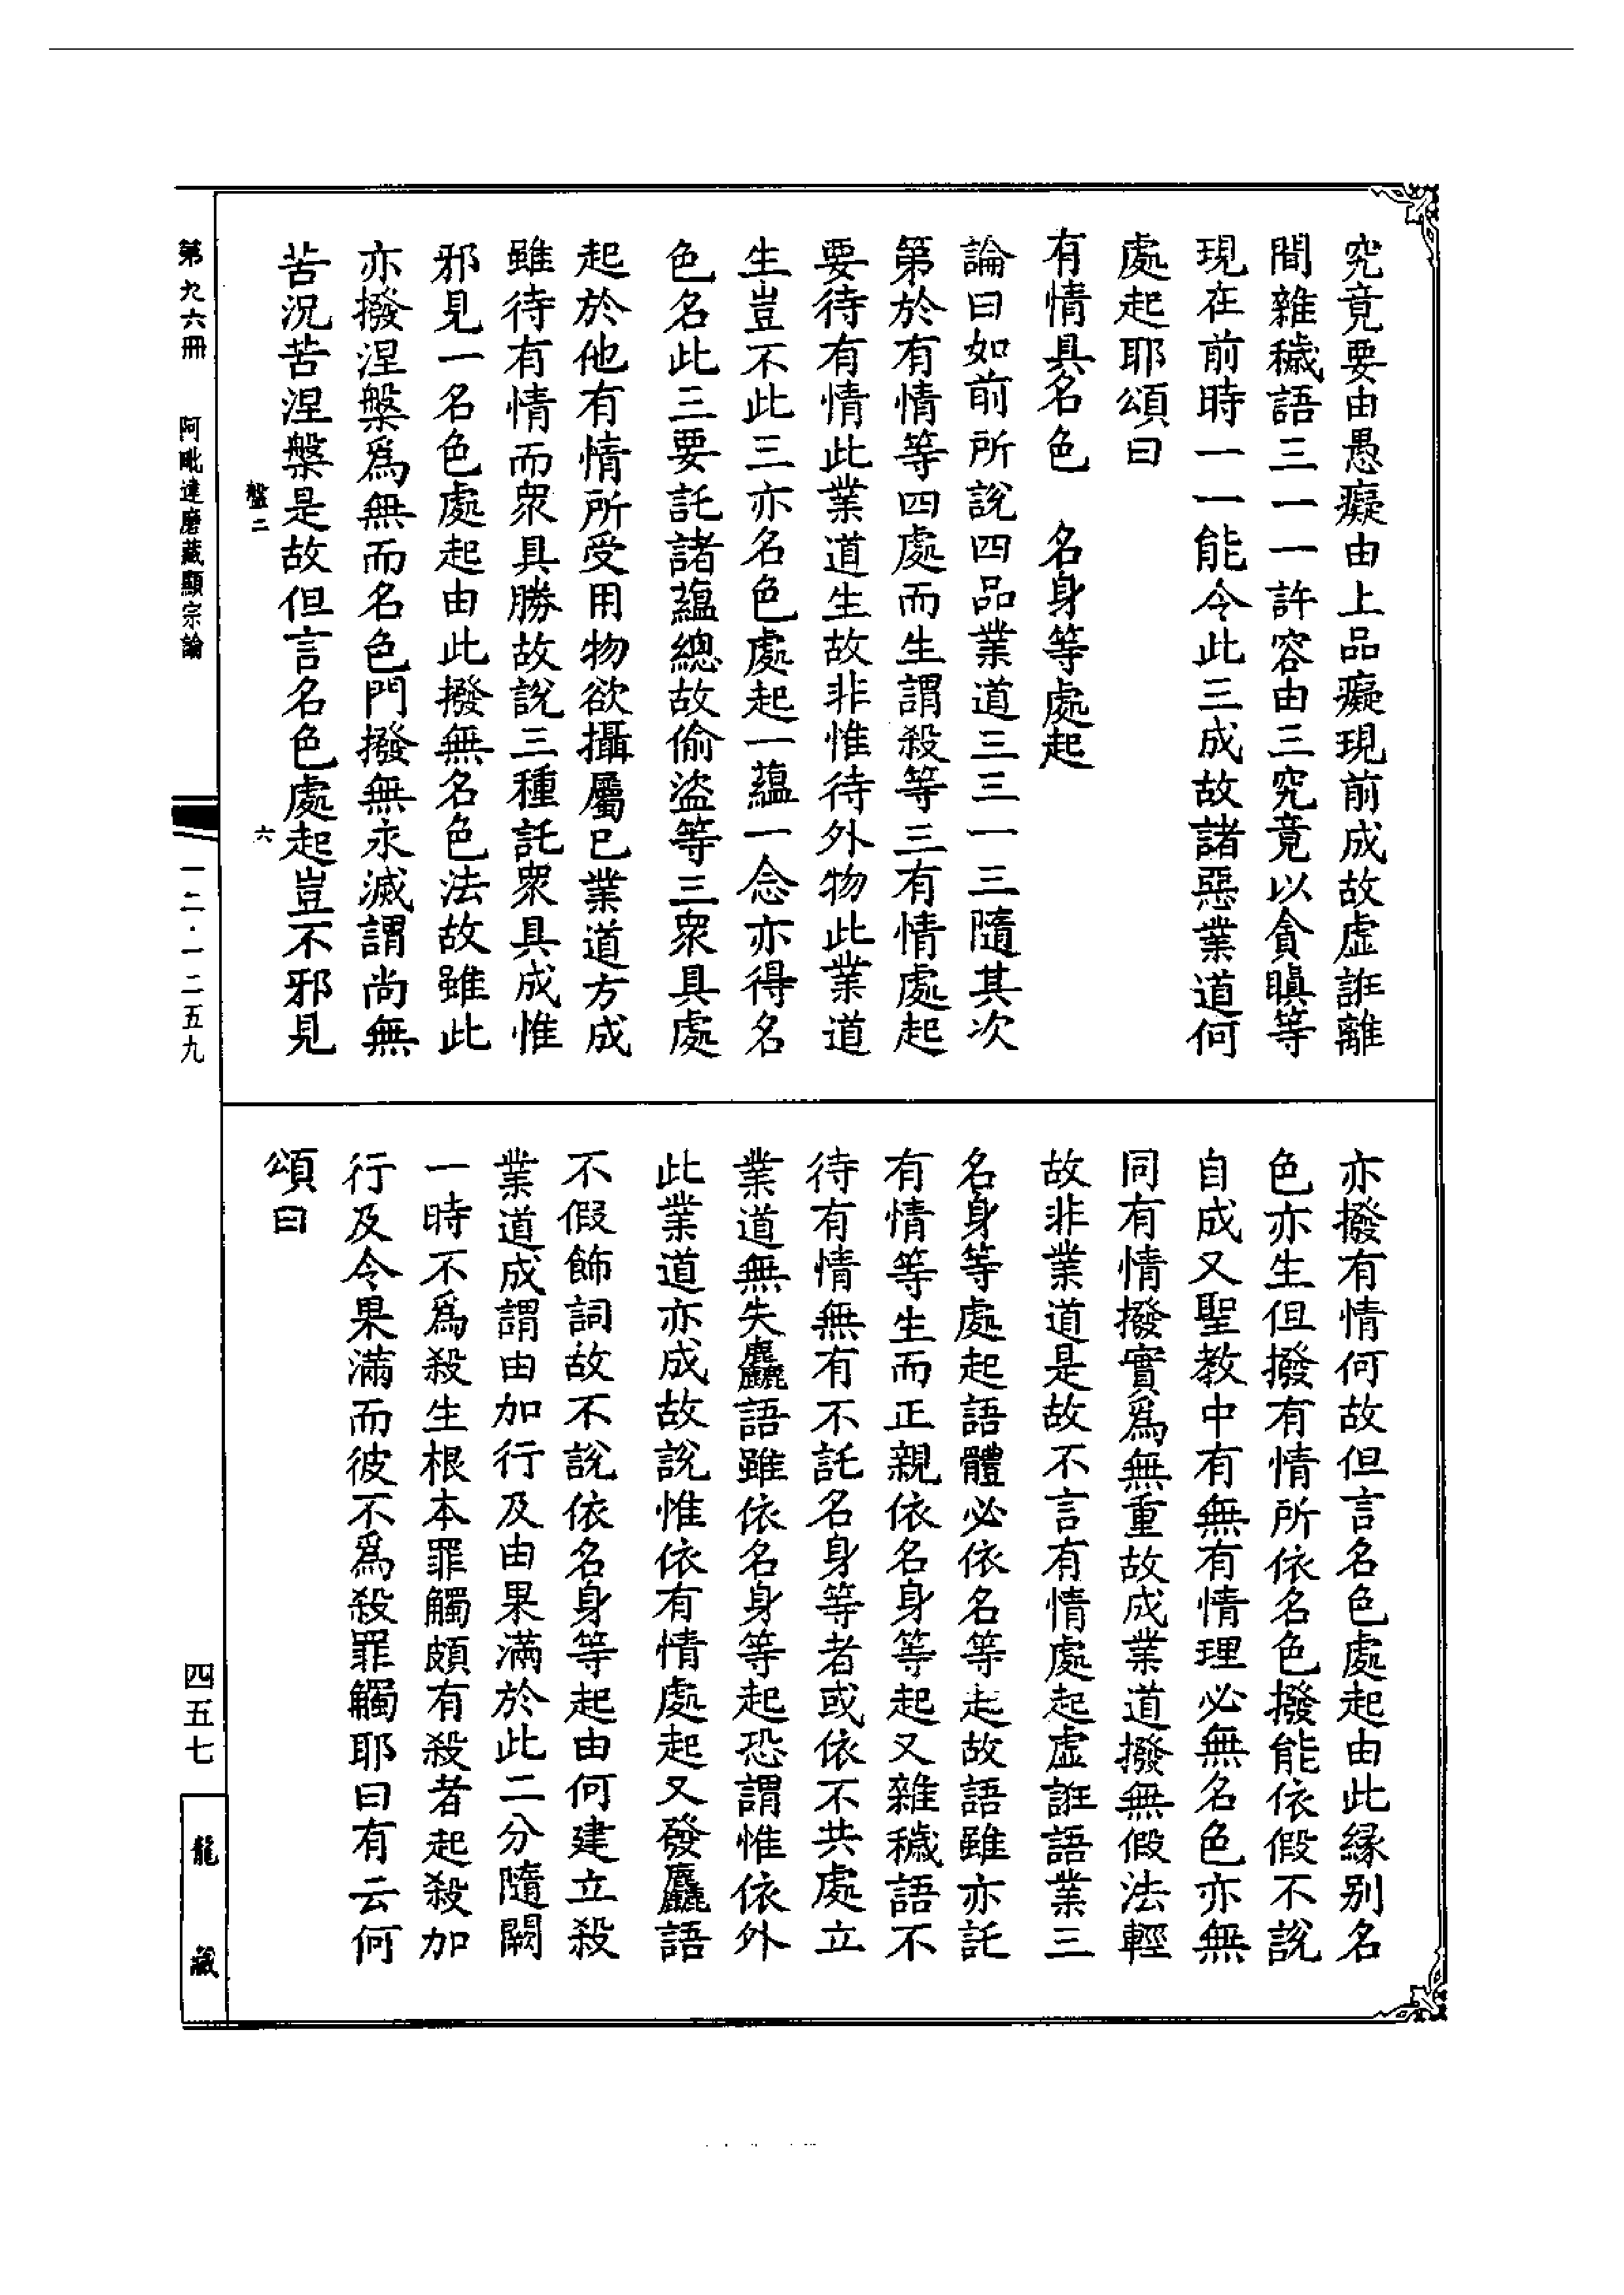 究竟要由愚癡由上品癡現前成故虛誑離
間雜穢語三一一許容由三究竟以貪瞋等
現在前時一一能令此三成故諸惡業道何
處起耶頌曰
有情具名色　名身等處起
論曰如前所說四品業道三三一三隨其次
第於有情等四處而生謂殺等三有情處起
要待有情此業道生故非惟待外物此業道
生豈不此三亦名色處起一蘊一念亦得名
色名此三要託諸蘊總故偷盜等三衆具處
起於他有情所受用物欲攝屬已業道方成
雖待有情而衆具勝故說三種託衆具成惟
邪見一名色處起由此撥無名色法故雖此
亦撥涅槃爲無而名色門撥無永滅謂尚無
苦況苦涅槃是故但言名色處起豈不邪見
盤二　六
亦撥有情何故但言名色處起由此緣別名
色亦生但撥有情所依名色撥能依假不說
自成又聖教中有無有情理必無名色亦無
同有情撥實爲無重故成業道撥無假法輕
故非業道是故不言有情處起虛誑語業三
名身等處起語體必依名等起故語雖亦託
有情等生而正親依名身等起又雜穢語不
待有情無有不託名身等者或依不共處立
業道無失麤語雖依名身等起恐謂惟依外
此業道亦成故說惟依有情處起又發麤語
不假飾詞故不說依名身等起由何建立殺
業道成謂由加行及由果滿於此二分隨闕
一時不爲殺生根本罪觸頗有殺者起殺加
行及令果滿而彼不爲殺罪觸耶曰有云何
頌曰
第九六冊　阿毗達磨藏顯宗論　一二·一二五九　四五七　龍藏